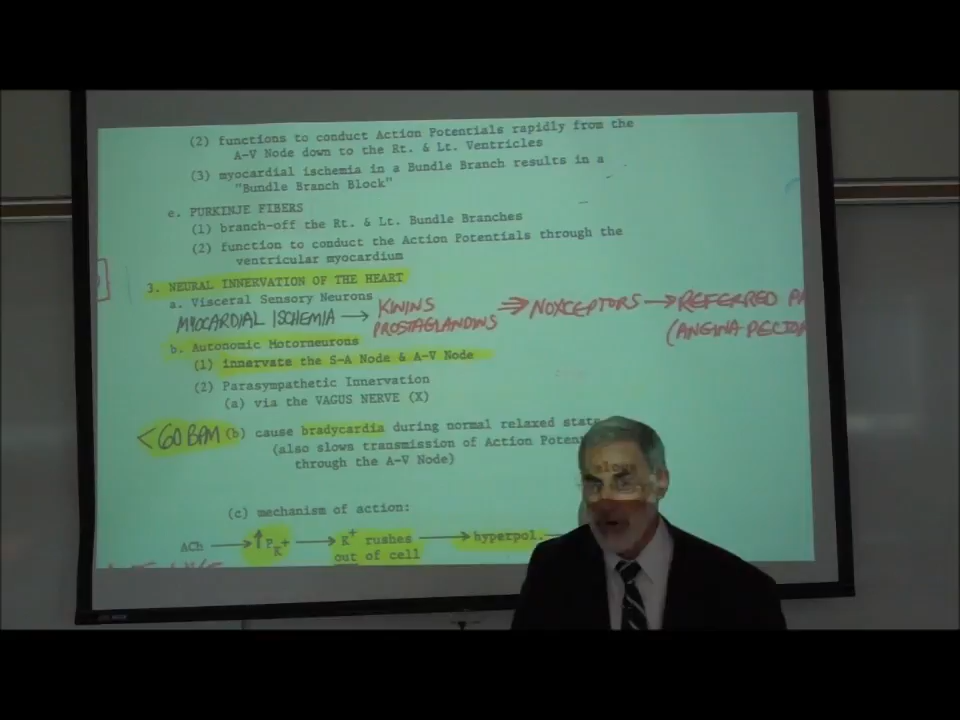 (2) functions to conduct Action Potentials rapidly from the
A-V Node down to the Rt. & Lt. Ventricles
(3) myocardial ischemia in a Bundle Branch results in a
"Bundle Branch Block"
e. PURKINJE FIBERS
(1) branch-off the Rt. & Lt. Bundle Branches
(2) function to conduct the Action Potentials through the
ventricular myocardium
3. NEURAL INNERVATION OF THE HEART
a. Visceral Sensory Neurons
MYOCARDIAL ISCHEMIA → KININS
PROSTAGLANDINS
⇒ NOXCEPTORS → REFERRED PA
(ANGINA PECTOR
b. Autonomic Motorneurons
(1) innervate the S-A Node & A-V Node
(2) Parasympathetic Innervation
(a) via the VAGUS NERVE (X)
<60 BPM (b) cause bradycardia during normal relaxed state
(also slows transmission of Action Poten
through the A-V Node)
(c) mechanism of action:
ACh → ↑ PK+ → K+ rushes → hyperpol.
out of cell